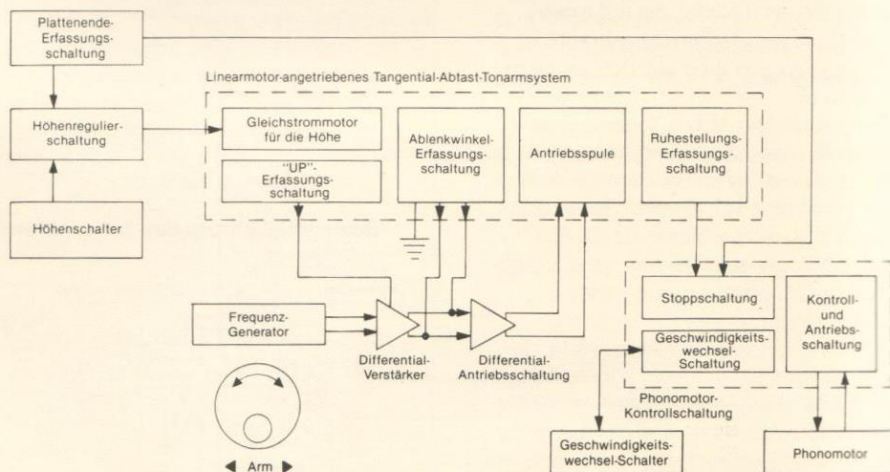 Plattenende-
Erfassungs-
schaltung
Linearmotor-angetriebenes Tangential-Abtast-Tonarmsystem
Höhenregulier-
schaltung
Gleichstrommotor
für die Höhe
"UP"-
Erfassungs-
schaltung
Ablenkwinkel-
Erfassungs-
schaltung
Antriebsspule
Ruhestellungs-
Erfassungs-
schaltung
Höhenschalter
Frequenz-
Generator
Differential-
Verstärker
Differential-
Antriebsschaltung
Stoppschaltung
Geschwindigkeits-
wechsel-
Schaltung
Kontroll-
und
Antriebs-
schaltung
Phonomotor-
Kontrollschaltung
Geschwindigkeits-
wechsel-Schalter
Phonomotor
◀ Arm ▶